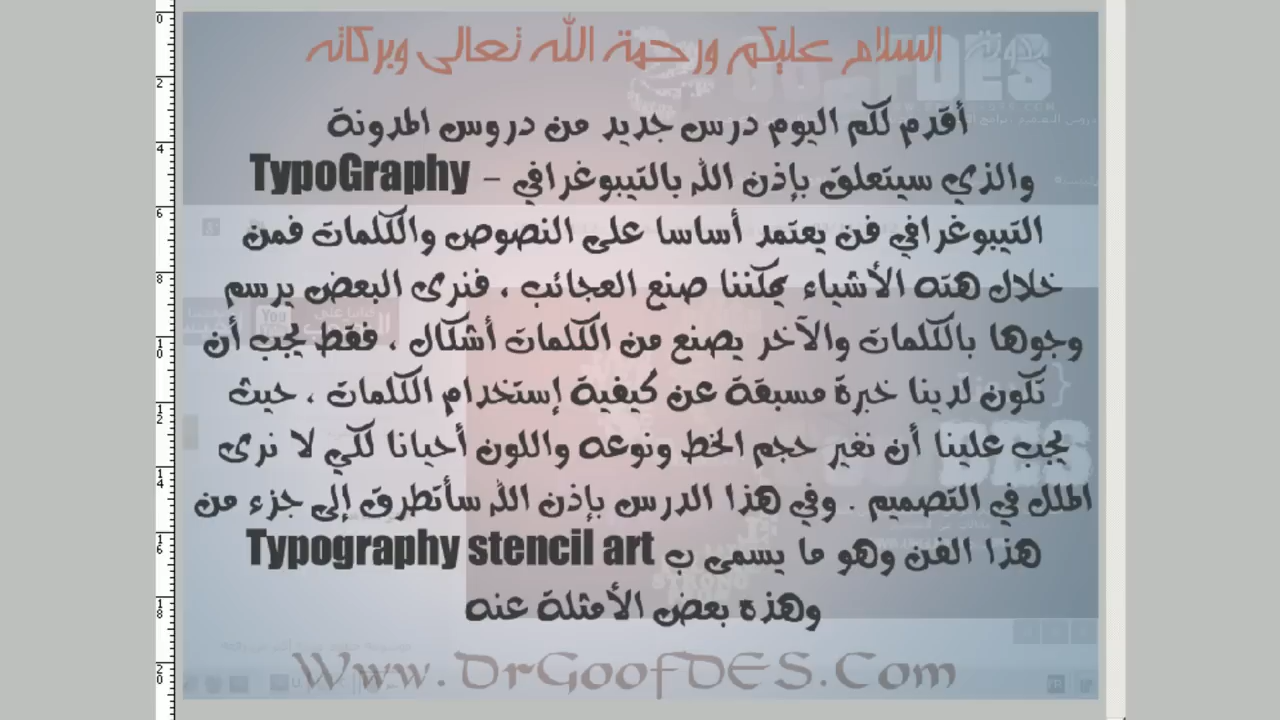 السلام عليكم ورحمة الله تعالى وبركاته
أقدم لكم اليوم درس جديد من دروس المدونة
والذي سيتعلق بإذن الله بالتيبوغرافي - TypoGraphy
التيبوغرافي فن يعتمد أساسا على النصوص والكلمات فمن
خلال هته الأشياء يمكننا صنع العجائب ، فنرى البعض يرسم
وجوها بالكلمات والآخر يصنع من الكلمات أشكال ، فقط يجب أن
تكون لدينا خبرة مسبقة عن كيفية إستخدام الكلمات ، حيث
يجب علينا أن نغير حجم الخط ونوعه واللون أحيانا لكي لا نرى
الملل في التصميم . وفي هذا الدرس بإذن الله سأتطرق إلى جزء من
هذا الفن وهو ما يسمى ب Typography stencil art
وهذه بعض الأمثلة عنه
Www.DrGoofDES.Com